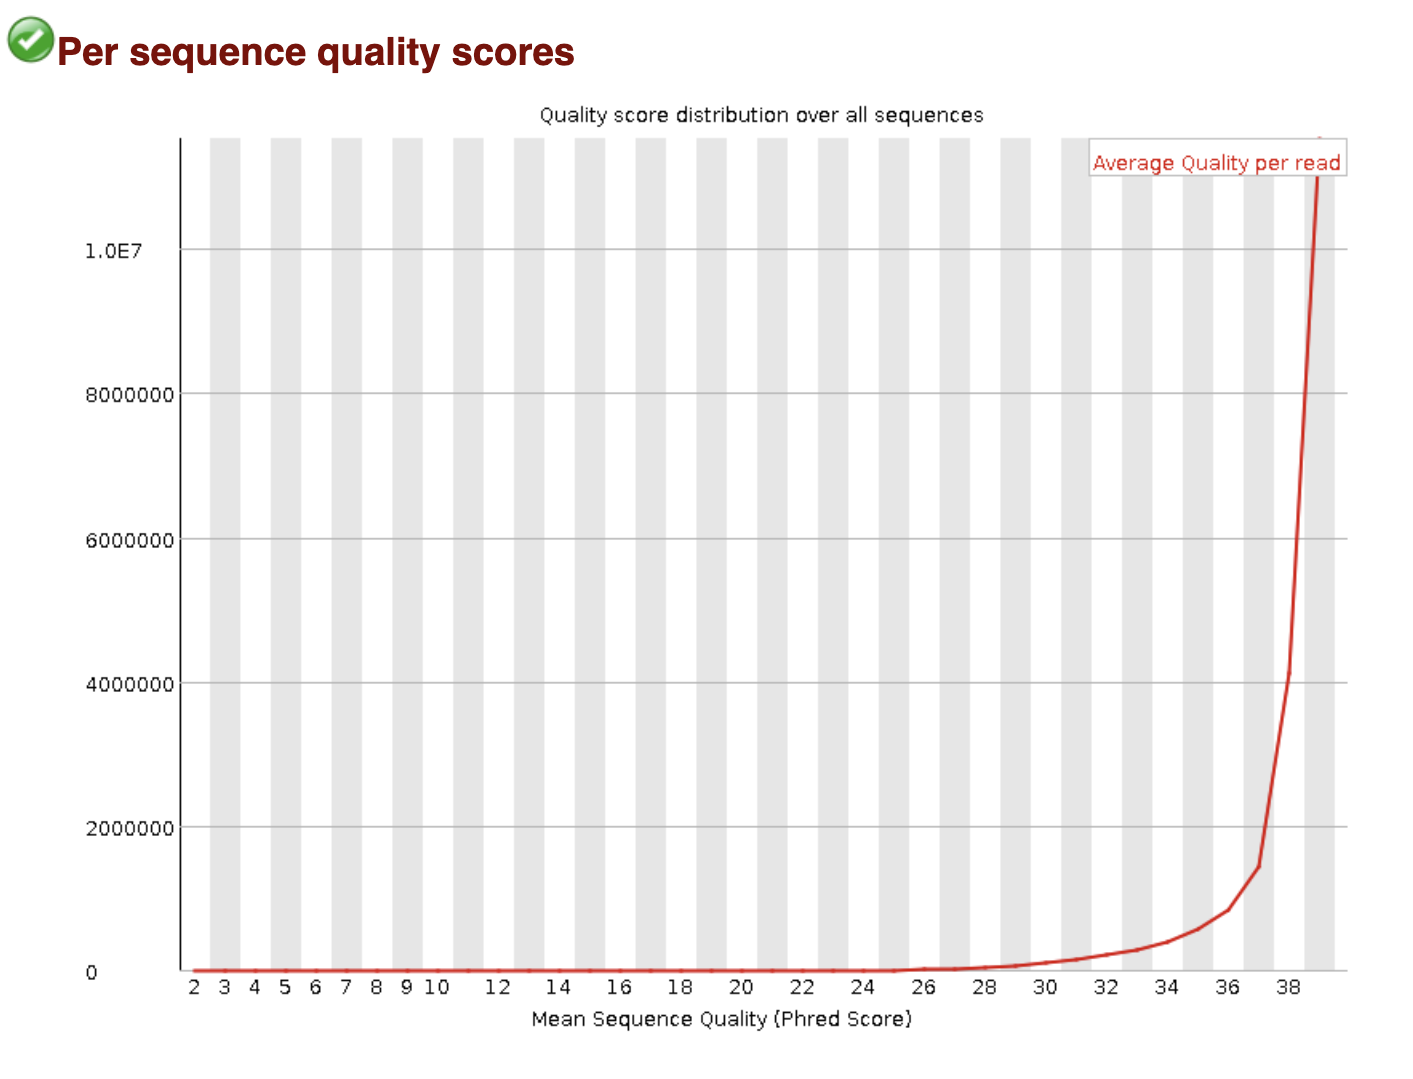 Per sequence quality scores
Quality score distribution over all sequences
Average Quality per read
1.0E7
8000000
6000000
4000000
2000000
0
2 3 4 5 6 7 8 9 10 12 14 16 18 20 22 24 26 28 30 32 34 36 38
Mean Sequence Quality (Phred Score)